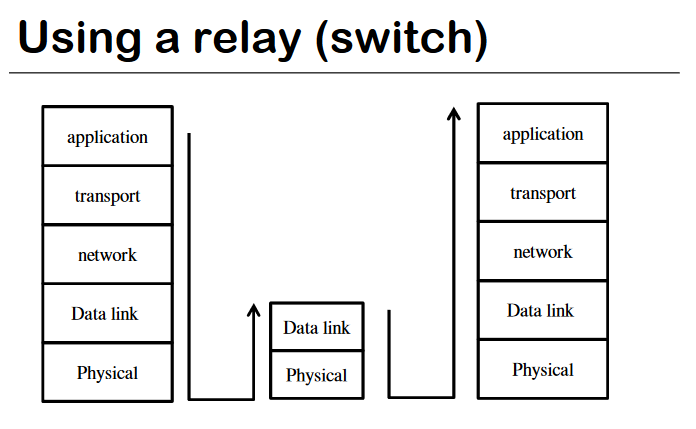 Using a relay (switch)
application
transport
network
Data link
Physical
Data link
Physical
application
transport
network
Data link
Physical